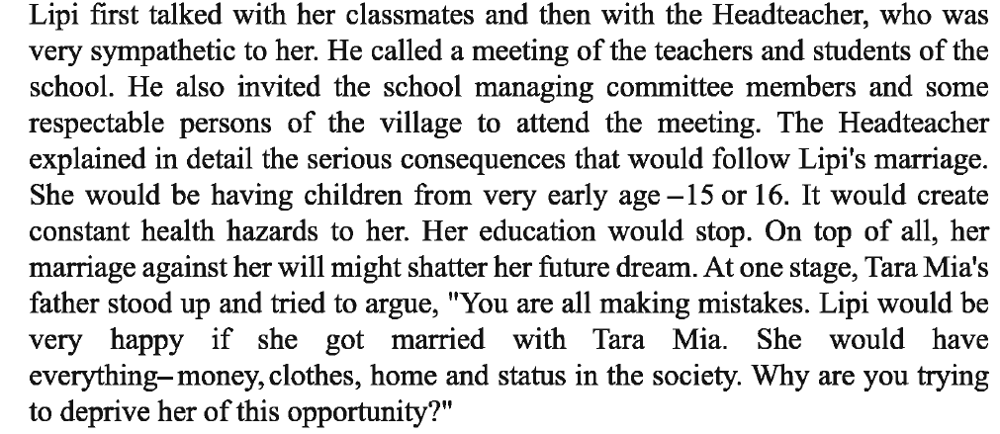 Lipi first talked with her classmates and then with the Headteacher, who was
very sympathetic to her. He called a meeting of the teachers and students of the
school. He also invited the school managing committee members and some
respectable persons of the village to attend the meeting. The Headteacher
explained in detail the serious consequences that would follow Lipi's marriage.
She would be having children from very early age –15 or 16. It would create
constant health hazards to her. Her education would stop. On top of all, her
marriage against her will might shatter her future dream. At one stage, Tara Mia's
father stood up and tried to argue, "You are all making mistakes. Lipi would be
very happy if she got married with Tara Mia. She would have
everything– money, clothes, home and status in the society. Why are you trying
to deprive her of this opportunity?"